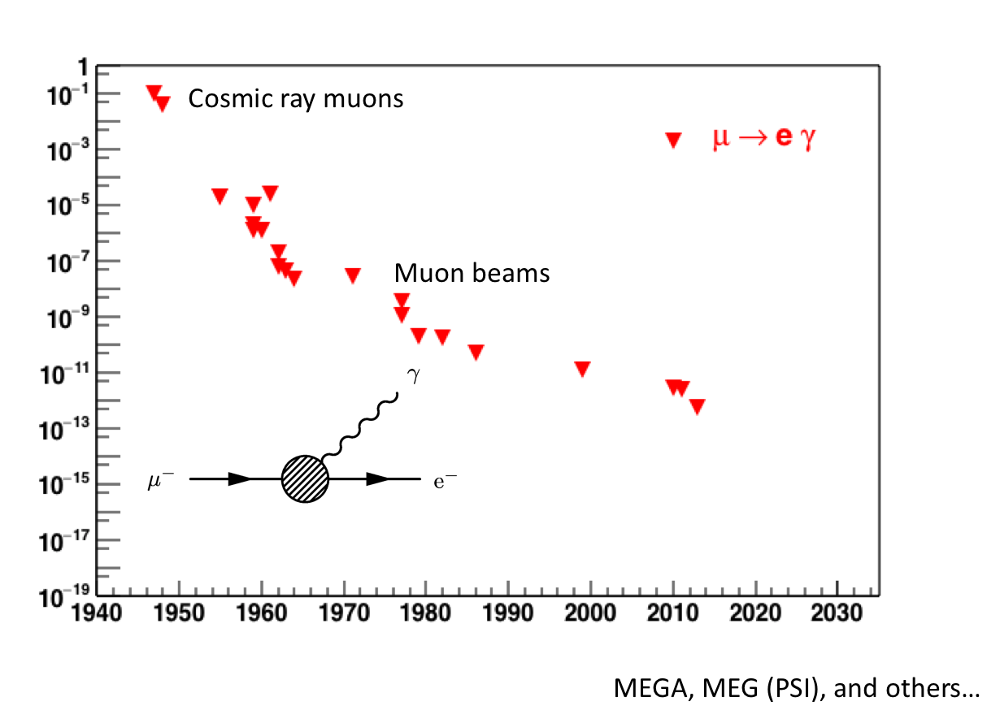 1
10⁻¹
Cosmic ray muons
10⁻³
μ → e γ
10⁻⁵
10⁻⁷
Muon beams
10⁻⁹
10⁻¹¹
γ
10⁻¹³
μ⁻
e⁻
10⁻¹⁵
10⁻¹⁷
10⁻¹⁹
1940 1950 1960 1970 1980 1990 2000 2010 2020 2030
MEGA, MEG (PSI), and others...